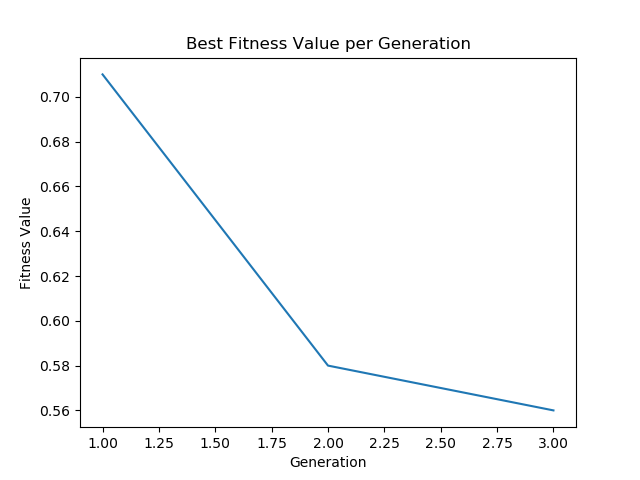 Best Fitness Value per Generation
0.70
0.68
0.66
0.64
0.62
0.60
0.58
0.56
Fitness Value
1.00 1.25 1.50 1.75 2.00 2.25 2.50 2.75 3.00
Generation